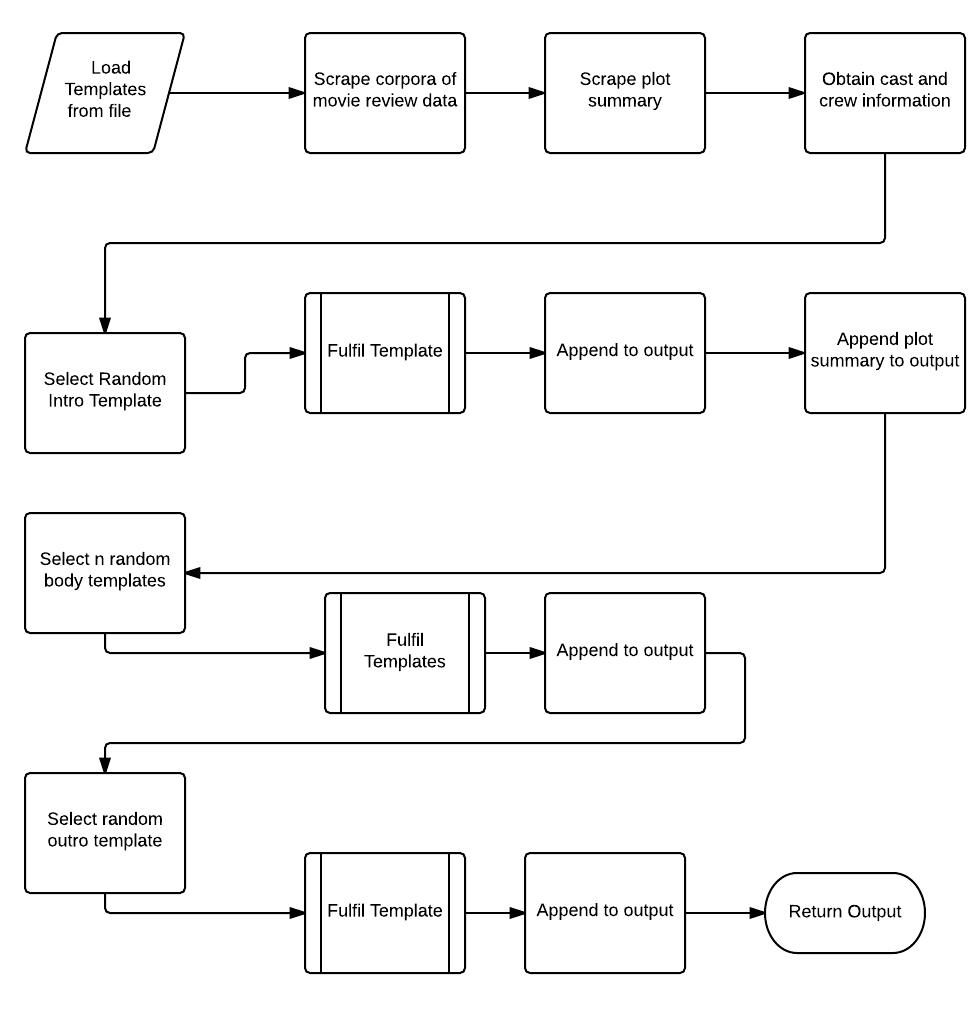 Load
Templates
from file
Scrape corpora of
movie review data
Scrape plot
summary
Obtain cast and
crew information
Select Random
Intro Template
Fulfil Template
Append to output
Append plot
summary to output
Select n random
body templates
Fulfil
Templates
Append to output
Select random
outro template
Fulfil Template
Append to output
Return Output